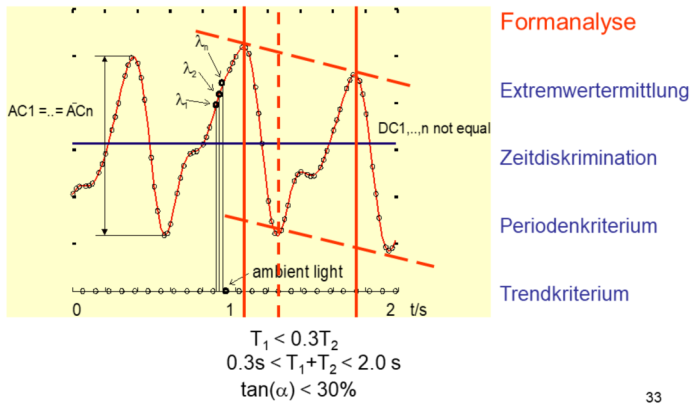 Formanalyse
λn
λ2
Extremwertermittlung
λ1
AC1 =..= ACn
DC1,..,n not equal
Zeitdiskrimination
Periodenkriterium
ambient light
Trendkriterium
0 1 2 t/s
T1 < 0.3T2
0.3s < T1+T2 < 2.0 s
tan(α) < 30%
33